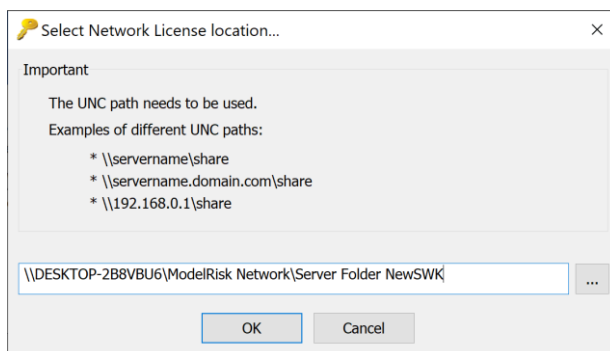 Select Network License location...
Important
The UNC path needs to be used.
Examples of different UNC paths:
* \\servername\share
* \\servername.domain.com\share
* \\192.168.0.1\share
\\DESKTOP-2B8VBU6\ModelRisk Network\Server Folder NewSWK
...
OK Cancel